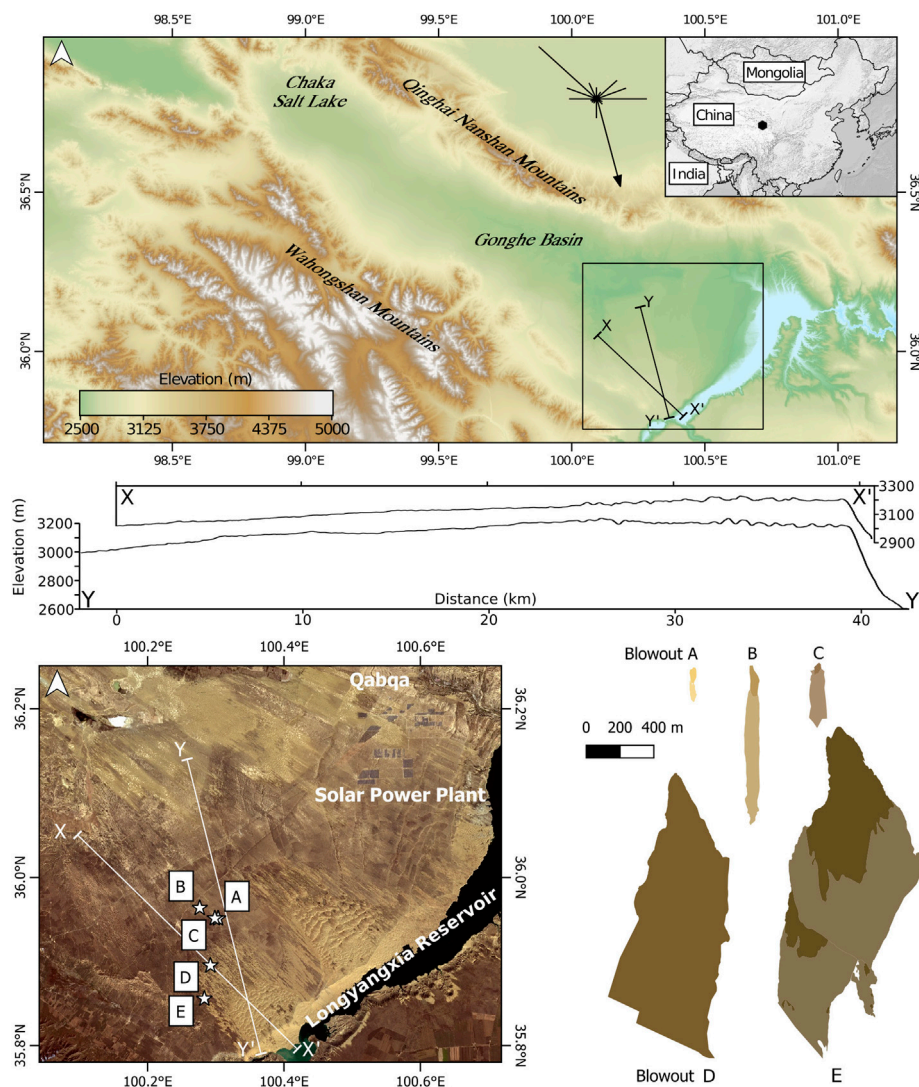 98.5°E 99.0°E 99.5°E 100.0°E 100.5°E 101.0°E
Chaka
Salt Lake
Qinghai Nanshan Mountains
Mongolia
China
India
36.5°N
36.5°N
Gonghe Basin
Wahongshan Mountains
Y
X
36.0°N
36.0°N
Elevation (m)
2500 3125 3750 4375 5000
Y' X'
98.5°E 99.0°E 99.5°E 100.0°E 100.5°E 101.0°E
X X' 3300
3200 3100
3000 2900
2800
2600
Elevation (m)
Y Y'
Distance (km)
0 10 20 30 40
100.2°E 100.4°E 100.6°E
Qabqa
36.2°N
36.2°N
Y
Solar Power Plant
X
36.0°N
36.0°N
B
A
C
D
E
Longyangxia Reservoir
Y' X'
35.8°N
35.8°N
100.2°E 100.4°E 100.6°E
Blowout A B C
0 200 400 m
Blowout D E